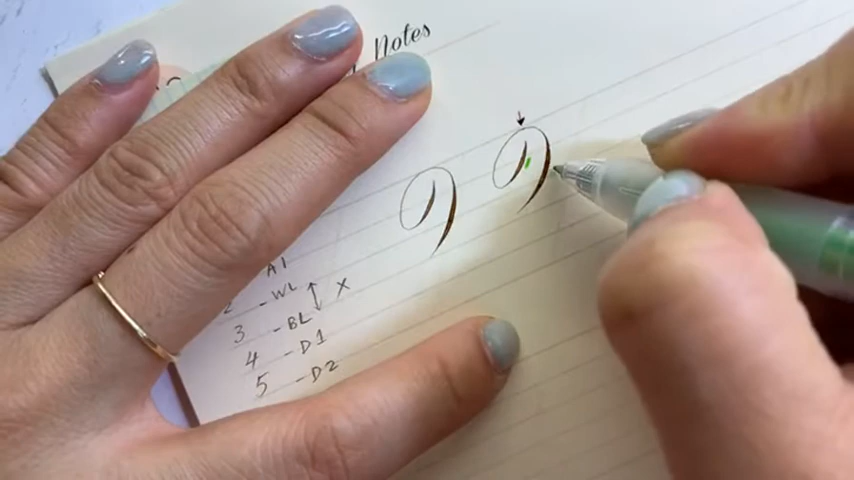 Notes
A1
2 - WL
X
3 - BL
4 - D1
5 - D2